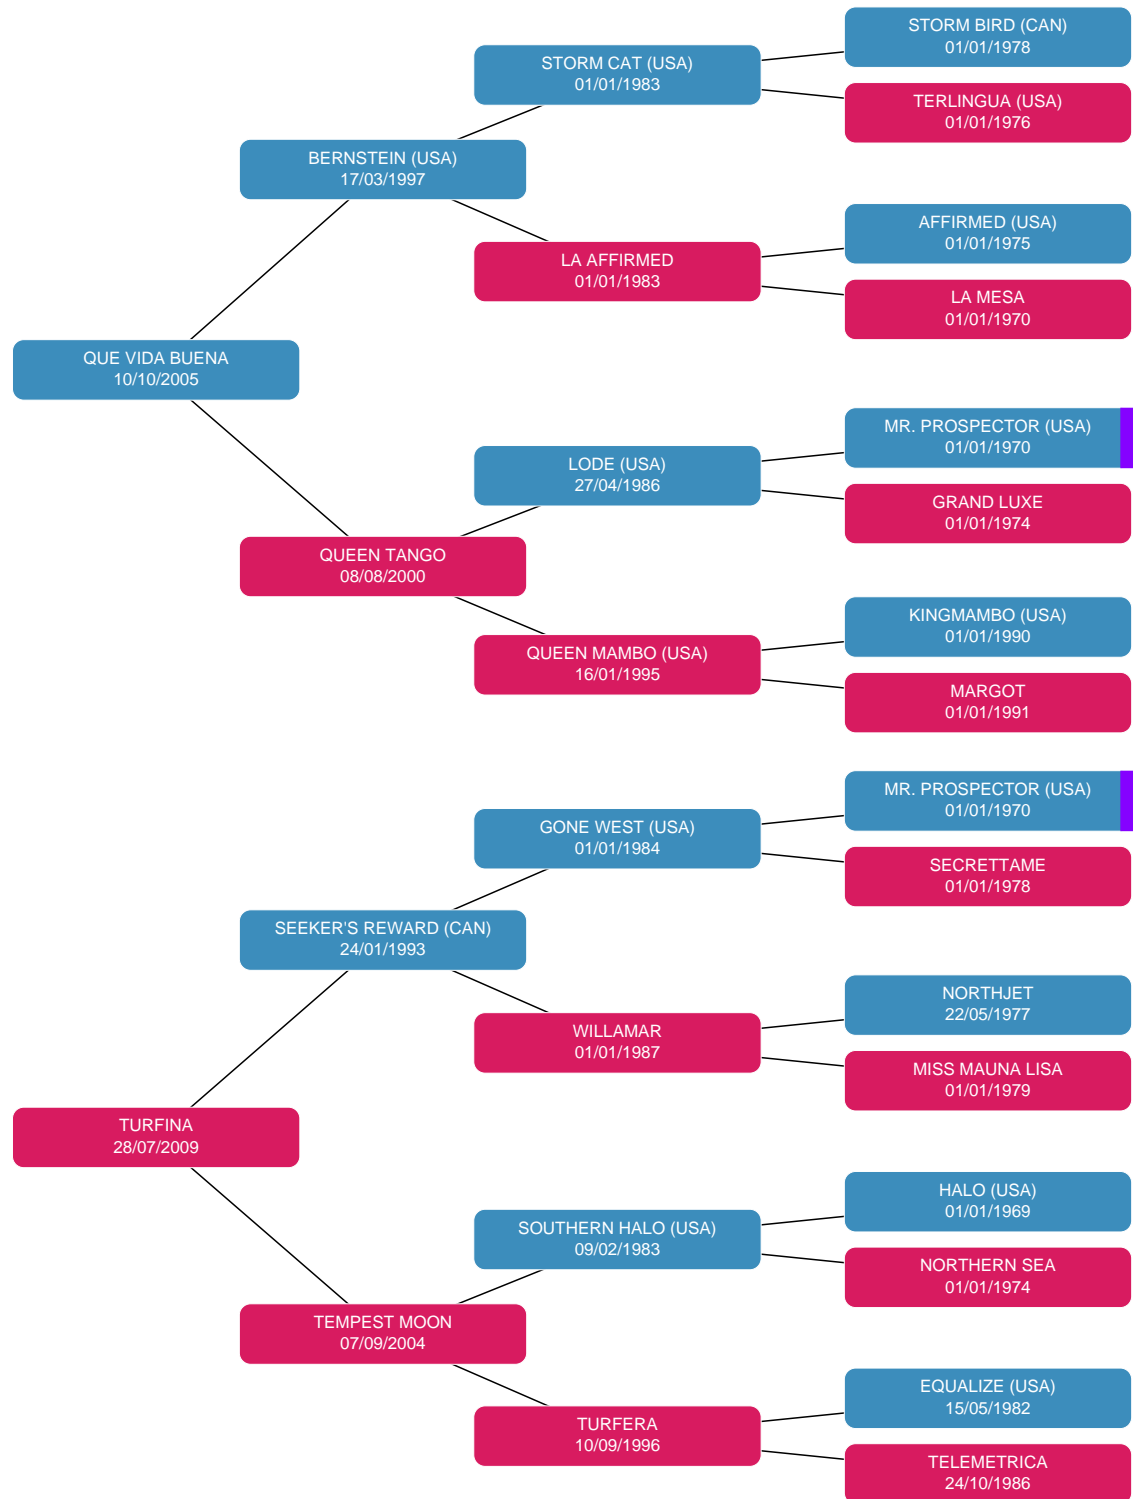 STORM BIRD (CAN)
01/01/1978
STORM CAT (USA)
01/01/1983
TERLINGUA (USA)
01/01/1976
BERNSTEIN (USA)
17/03/1997
AFFIRMED (USA)
01/01/1975
LA AFFIRMED
01/01/1983
LA MESA
01/01/1970
QUE VIDA BUENA
10/10/2005
MR. PROSPECTOR (USA)
01/01/1970
LODE (USA)
27/04/1986
GRAND LUXE
01/01/1974
QUEEN TANGO
08/08/2000
KINGMAMBO (USA)
01/01/1990
QUEEN MAMBO (USA)
16/01/1995
MARGOT
01/01/1991
MR. PROSPECTOR (USA)
01/01/1970
GONE WEST (USA)
01/01/1984
SECRETTAME
01/01/1978
SEEKER'S REWARD (CAN)
24/01/1993
NORTHJET
22/05/1977
WILLAMAR
01/01/1987
MISS MAUNA LISA
01/01/1979
TURFINA
28/07/2009
HALO (USA)
01/01/1969
SOUTHERN HALO (USA)
09/02/1983
NORTHERN SEA
01/01/1974
TEMPEST MOON
07/09/2004
EQUALIZE (USA)
15/05/1982
TURFERA
10/09/1996
TELEMETRICA
24/10/1986